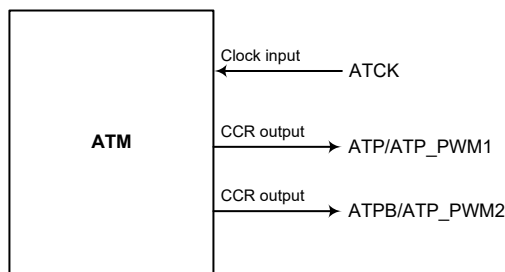 Clock input
ATCK
ATM
CCR output
ATP/ATP_PWM1
CCR output
ATPB/ATP_PWM2